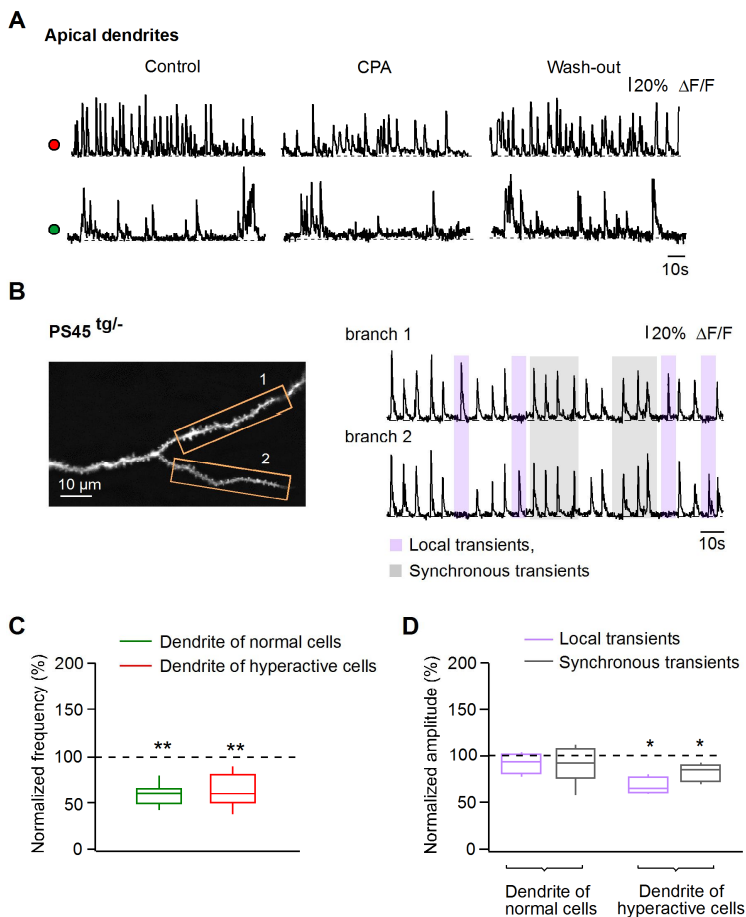 A
Apical dendrites
Control CPA Wash-out
20% ΔF/F
10s
B
PS45 tg/-
1
2
10 µm
branch 1
20% ΔF/F
branch 2
10s
Local transients,
Synchronous transients
C
Dendrite of normal cells
Dendrite of hyperactive cells
Normalized frequency (%)
200
150
100
50
0
** **
D
Local transients
Synchronous transients
Normalized amplitude (%)
200
150
100
50
0
* *
Dendrite of
normal cells
Dendrite of
hyperactive cells